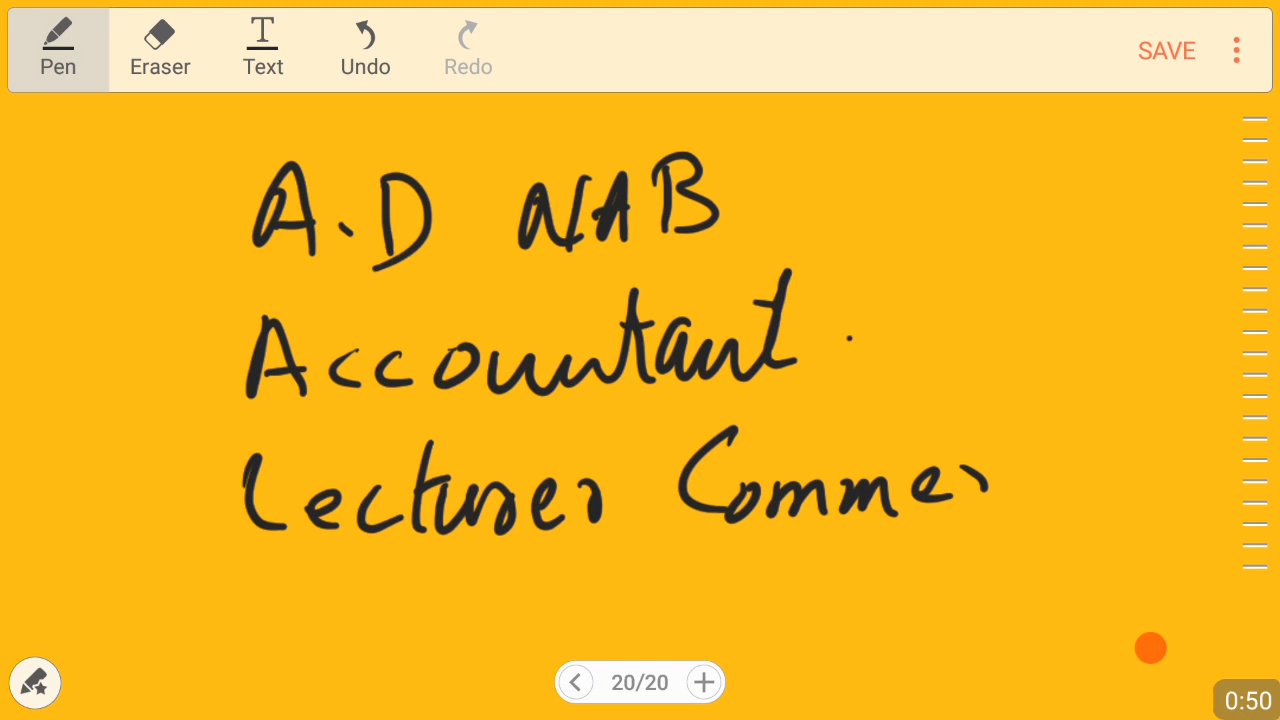 Pen Eraser Text Undo Redo SAVE
A.D NAB
Accountant .
Lecturer Commer
20/20
0:50